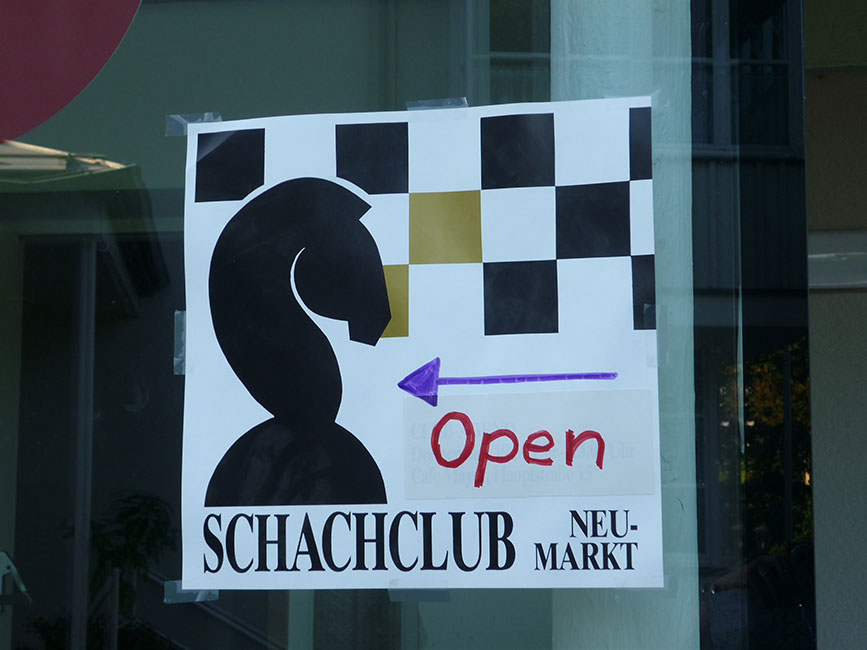 Open
SCHACHCLUB
NEU-
MARKT